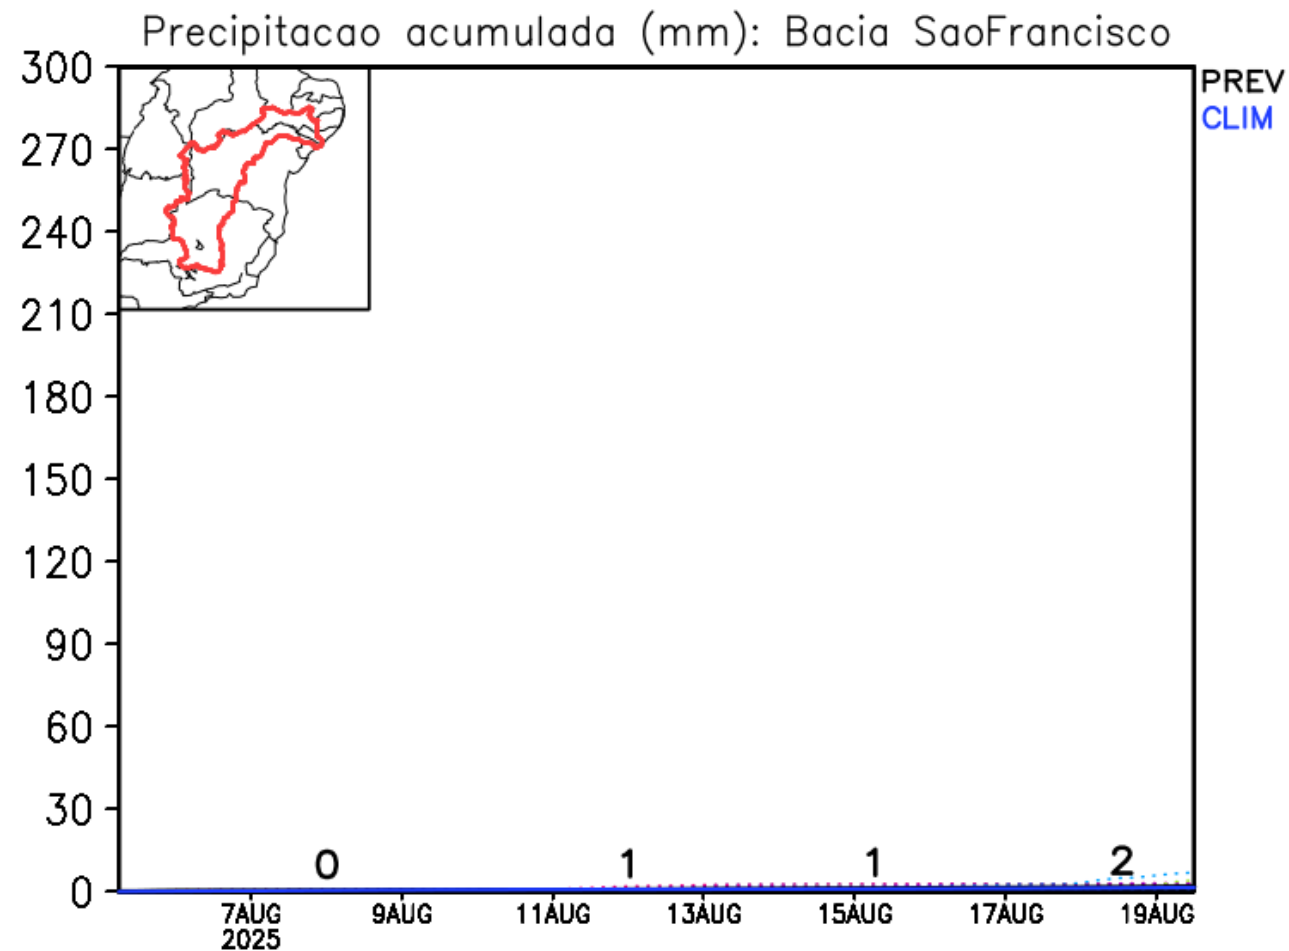 Precipitacao acumulada (mm): Bacia SaoFrancisco
PREV
CLIM
300
270
240
210
180
150
120
90
60
30
0
0 1 1 2
7AUG 9AUG 11AUG 13AUG 15AUG 17AUG 19AUG
2025